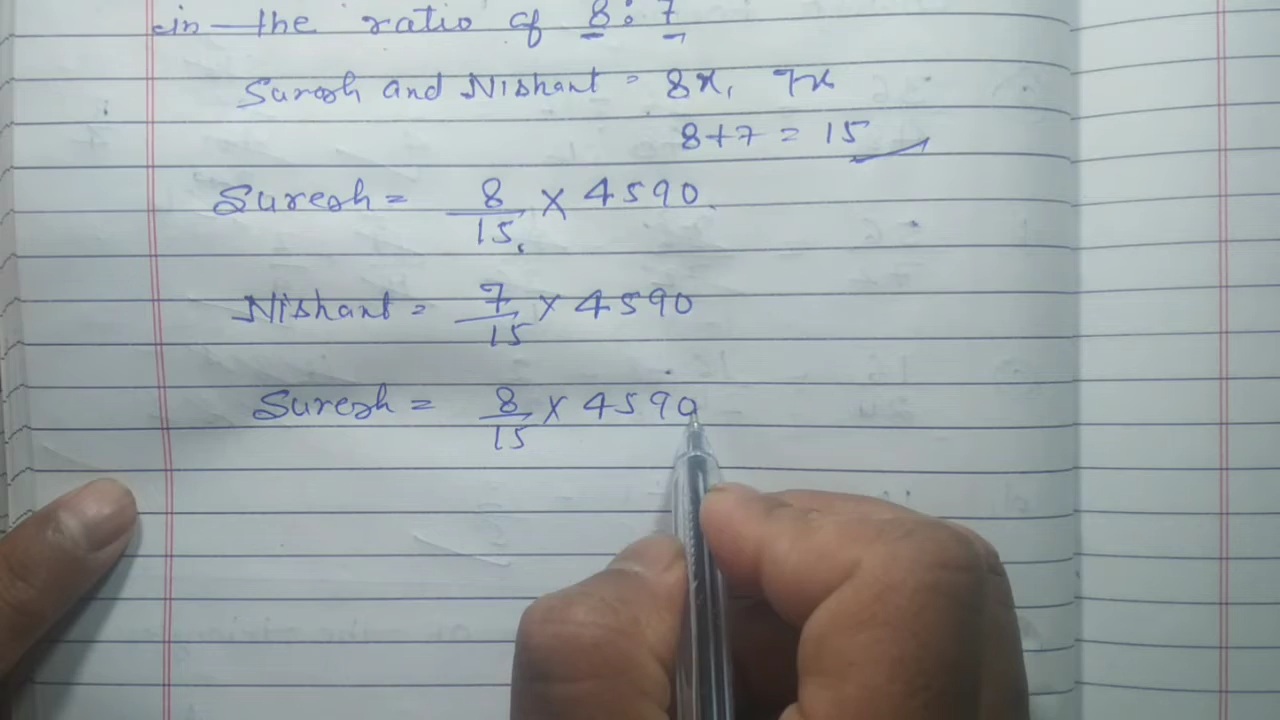 in the ratio of 8:7
Suresh and Nishant = 8x, 7x
8+7 = 15
Suresh = 8/15 × 4590
Nishant = 7/15 × 4590
Suresh = 8/15 × 4590